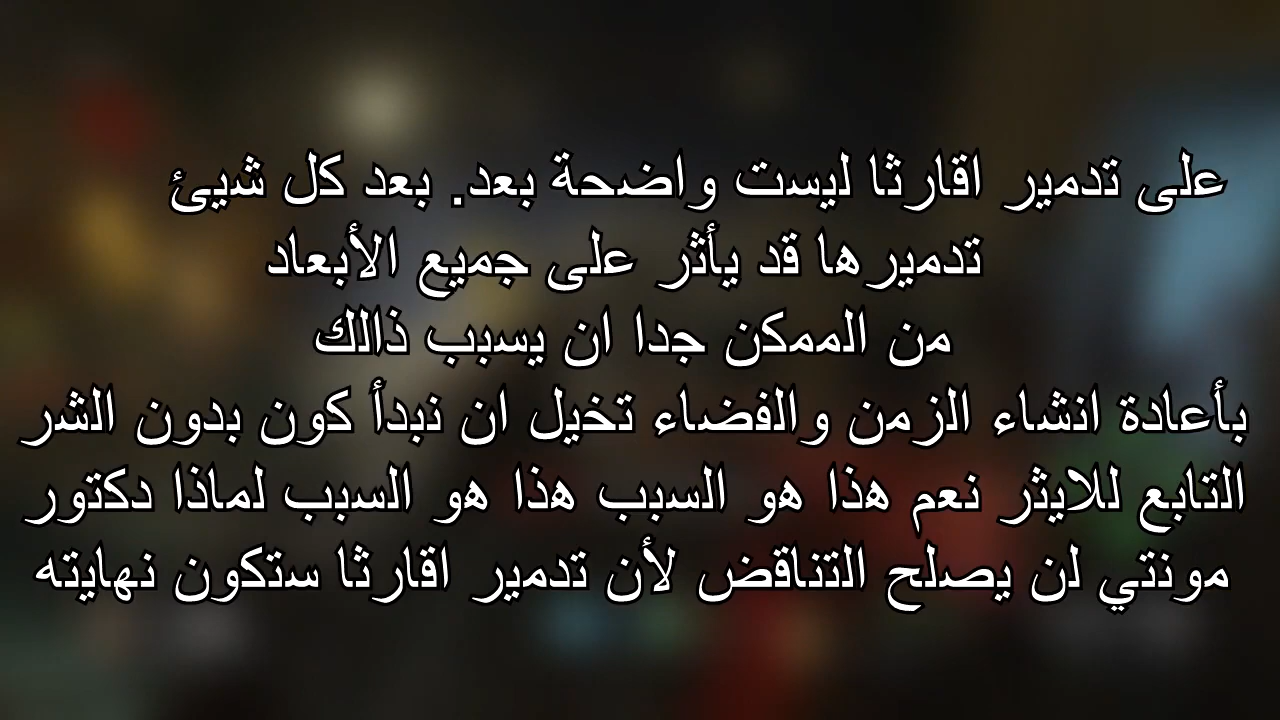 على تدمير اقارثا ليست واضحة بعد. بعد كل شيئ
تدميرها قد يأثر على جميع الأبعاد
من الممكن جدا ان يسبب ذالك
بأعادة انشاء الزمن والفضاء تخيل ان نبدأ كون بدون الشر
التابع للايثر نعم هذا هو السبب هذا هو السبب لماذا دكتور
مونتي لن يصلح التناقض لأن تدمير اقارثا ستكون نهايته